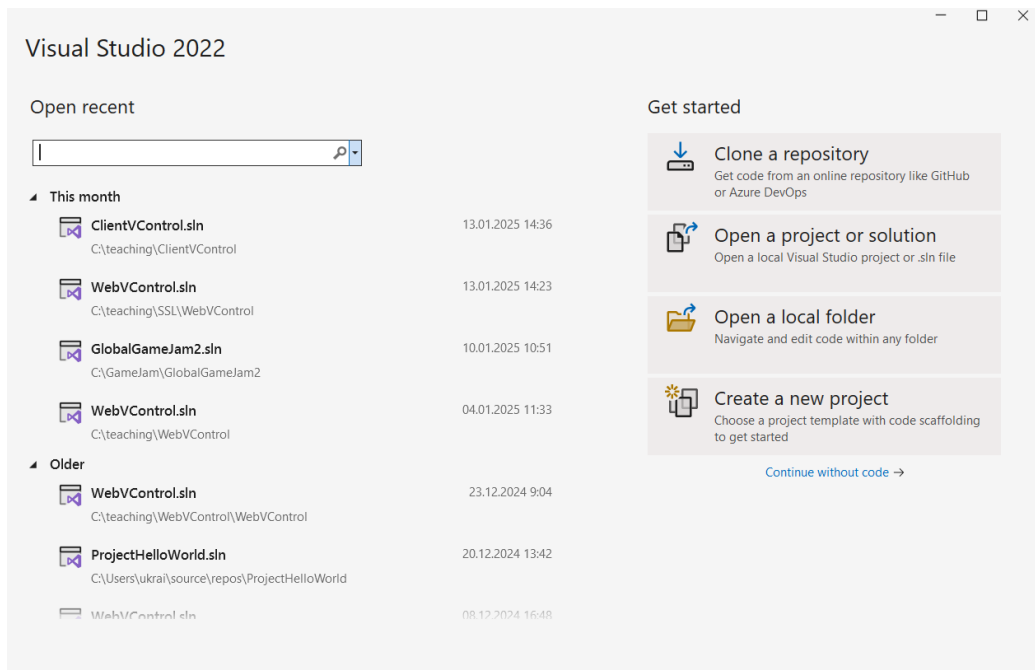 Visual Studio 2022
Open recent
This month
ClientVControl.sln 13.01.2025 14:36
C:\teaching\ClientVControl
WebVControl.sln 13.01.2025 14:23
C:\teaching\SSL\WebVControl
GlobalGameJam2.sln 10.01.2025 10:51
C:\GameJam\GlobalGameJam2
WebVControl.sln 04.01.2025 11:33
C:\teaching\WebVControl
Older
WebVControl.sln 23.12.2024 9:04
C:\teaching\WebVControl\WebVControl
ProjectHelloWorld.sln 20.12.2024 13:42
C:\Users\ukrai\source\repos\ProjectHelloWorld
WebVControl.sln 08.12.2024 16:48
Get started
Clone a repository
Get code from an online repository like GitHub
or Azure DevOps
Open a project or solution
Open a local Visual Studio project or .sln file
Open a local folder
Navigate and edit code within any folder
Create a new project
Choose a project template with code scaffolding
to get started
Continue without code →